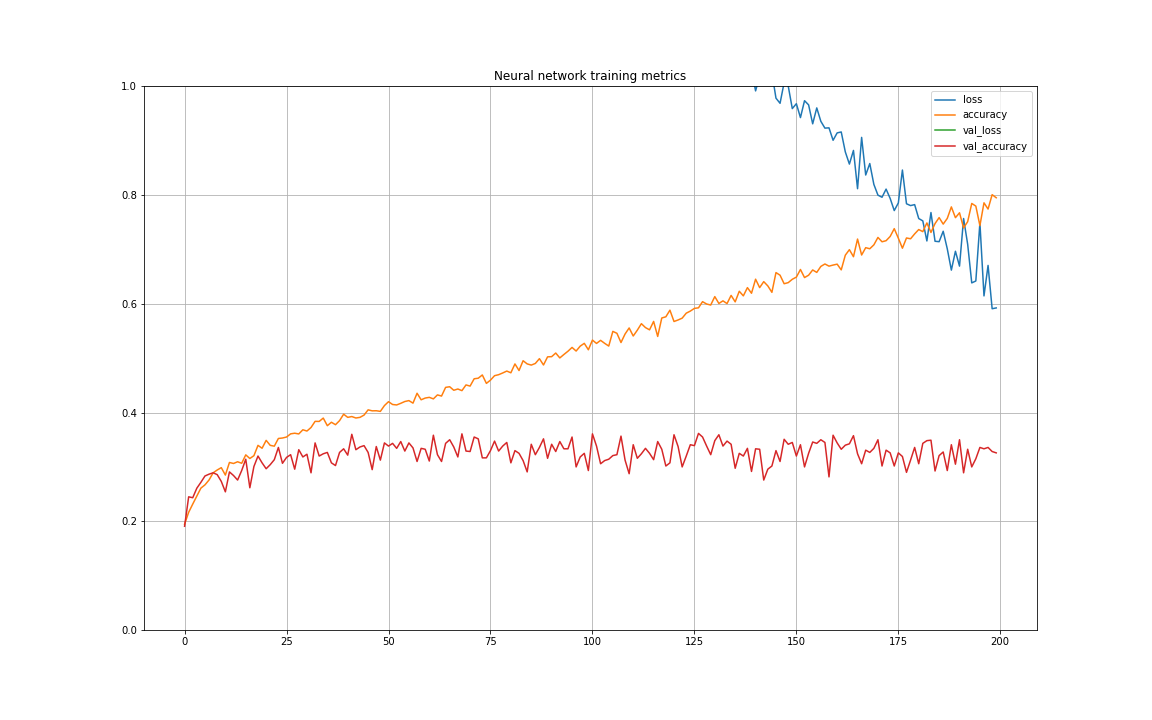 Neural network training metrics
1.0
loss
accuracy
val_loss
val_accuracy
0.8
0.6
0.4
0.2
0.0
0 25 50 75 100 125 150 175 200